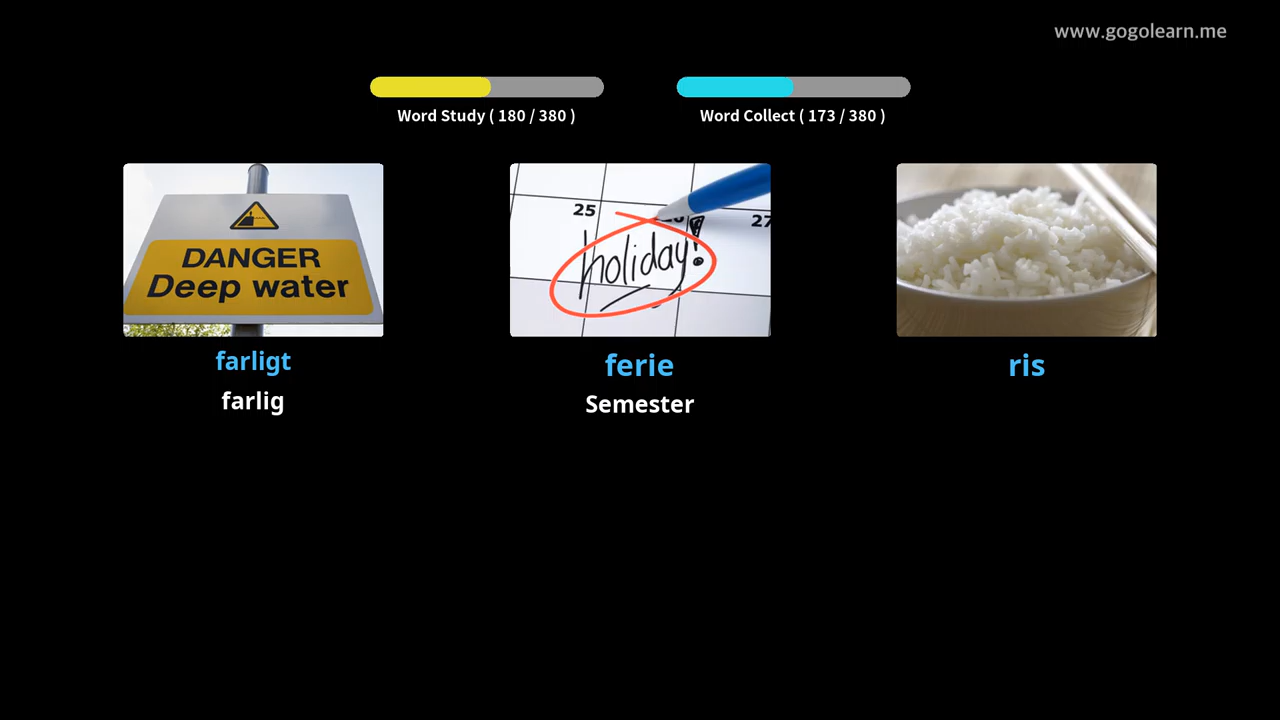 www.gogolearn.me
Word Study ( 180 / 380 )
Word Collect ( 173 / 380 )
DANGER
Deep water
25
27
holiday!
farligt
ferie
ris
farlig
Semester